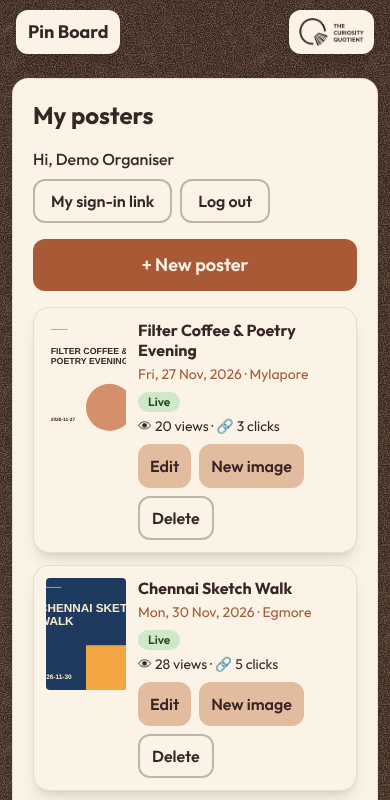 Pin Board
THE
CURIOSITY
QUOTIENT
My posters
Hi, Demo Organiser
My sign-in link
Log out
+ New poster
FILTER COFFEE &
POETRY EVENING
2026-11-27
Filter Coffee & Poetry
Evening
Fri, 27 Nov, 2026 · Mylapore
Live
20 views · 3 clicks
Edit
New image
Delete
CHENNAI SKET
WALK
26-11-30
Chennai Sketch Walk
Mon, 30 Nov, 2026 · Egmore
Live
28 views · 5 clicks
Edit
New image
Delete